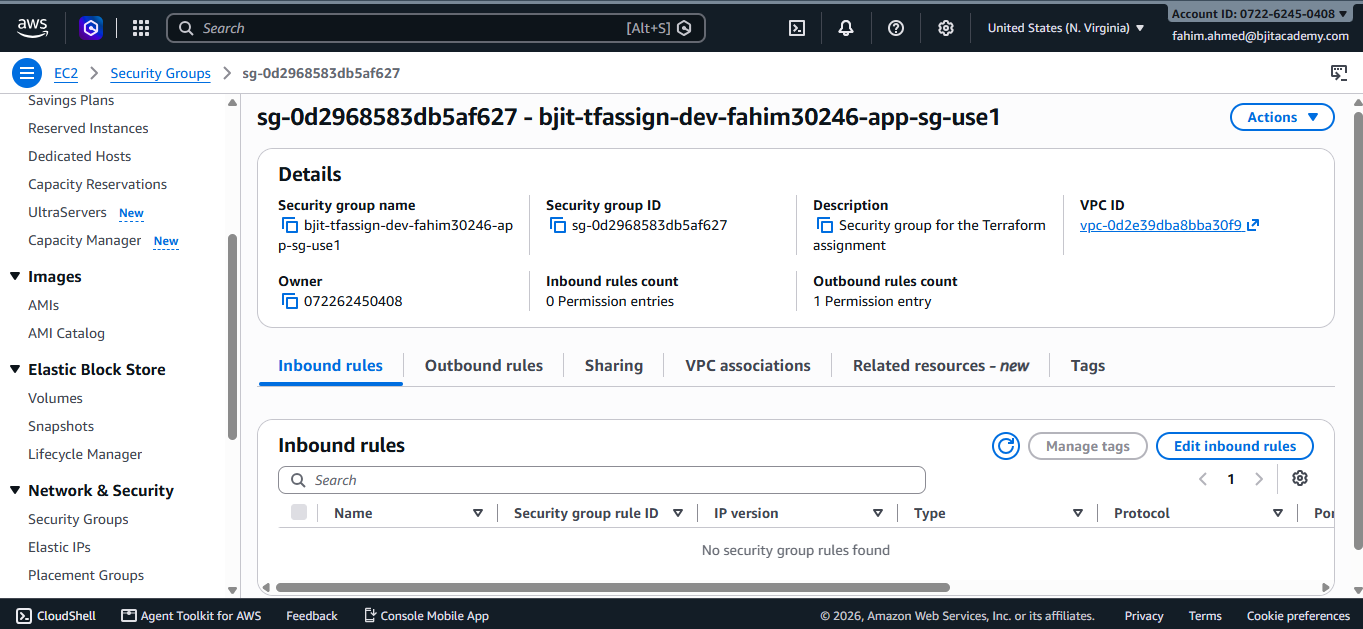 aws
Search
[Alt+S]
United States (N. Virginia)
Account ID: 0722-6245-0408
fahim.ahmed@bjitacademy.com
EC2
Security Groups
sg-0d2968583db5af627
Savings Plans
Reserved Instances
Dedicated Hosts
Capacity Reservations
UltraServers New
Capacity Manager New
Images
AMIs
AMI Catalog
Elastic Block Store
Volumes
Snapshots
Lifecycle Manager
Network & Security
Security Groups
Elastic IPs
Placement Groups
sg-0d2968583db5af627 - bjit-tfassign-dev-fahim30246-app-sg-use1
Actions
Details
Security group name
bjit-tfassign-dev-fahim30246-ap
p-sg-use1
Security group ID
sg-0d2968583db5af627
Description
Security group for the Terraform
assignment
VPC ID
vpc-0d2e39dba8bba30f9
Owner
072262450408
Inbound rules count
0 Permission entries
Outbound rules count
1 Permission entry
Inbound rules
Outbound rules
Sharing
VPC associations
Related resources - new
Tags
Inbound rules
Manage tags
Edit inbound rules
Search
1
Name
Security group rule ID
IP version
Type
Protocol
Por
No security group rules found
CloudShell
Agent Toolkit for AWS
Feedback
Console Mobile App
© 2026, Amazon Web Services, Inc. or its affiliates.
Privacy
Terms
Cookie preferences